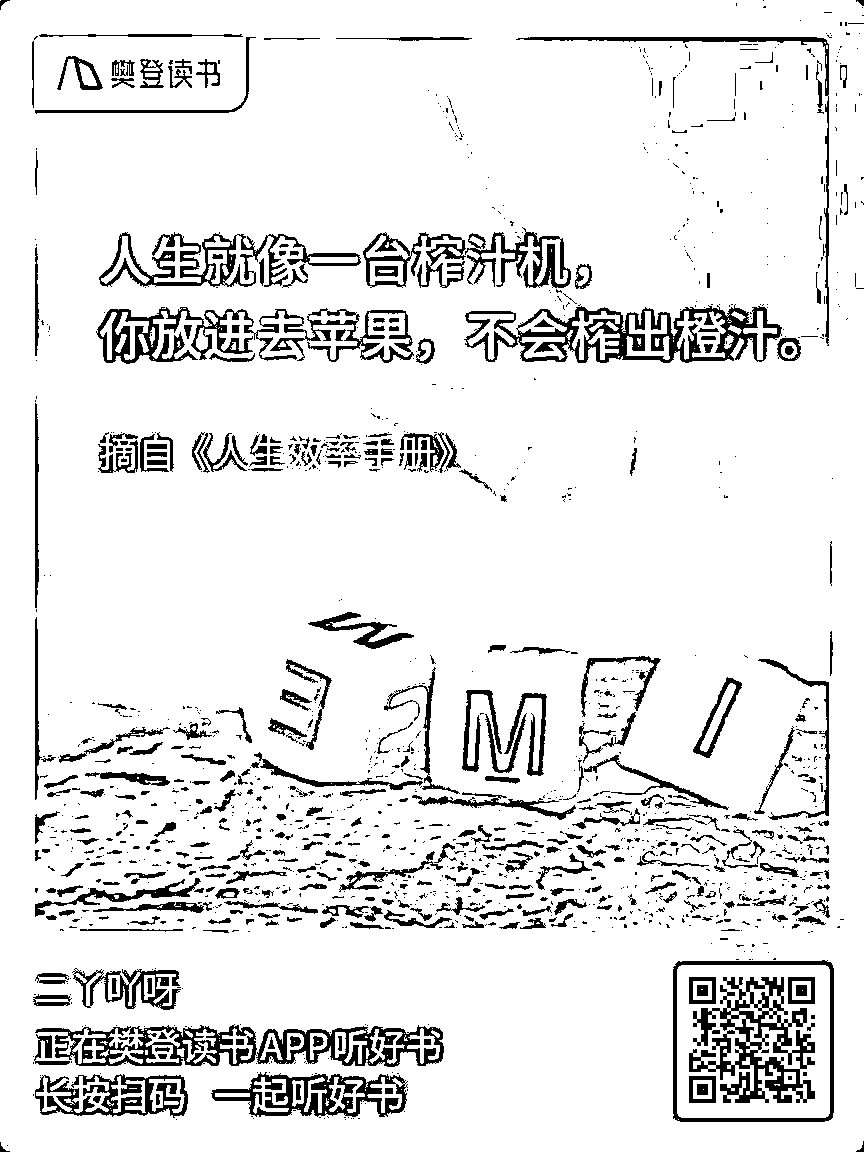 樊登读书
人生就像一台榨汁机，
你放进去苹果，不会榨出橙汁。
摘自《人生效率手册》
M
E M I
二丫吖呀
正在樊登读书APP听好书
长按扫码 一起听好书